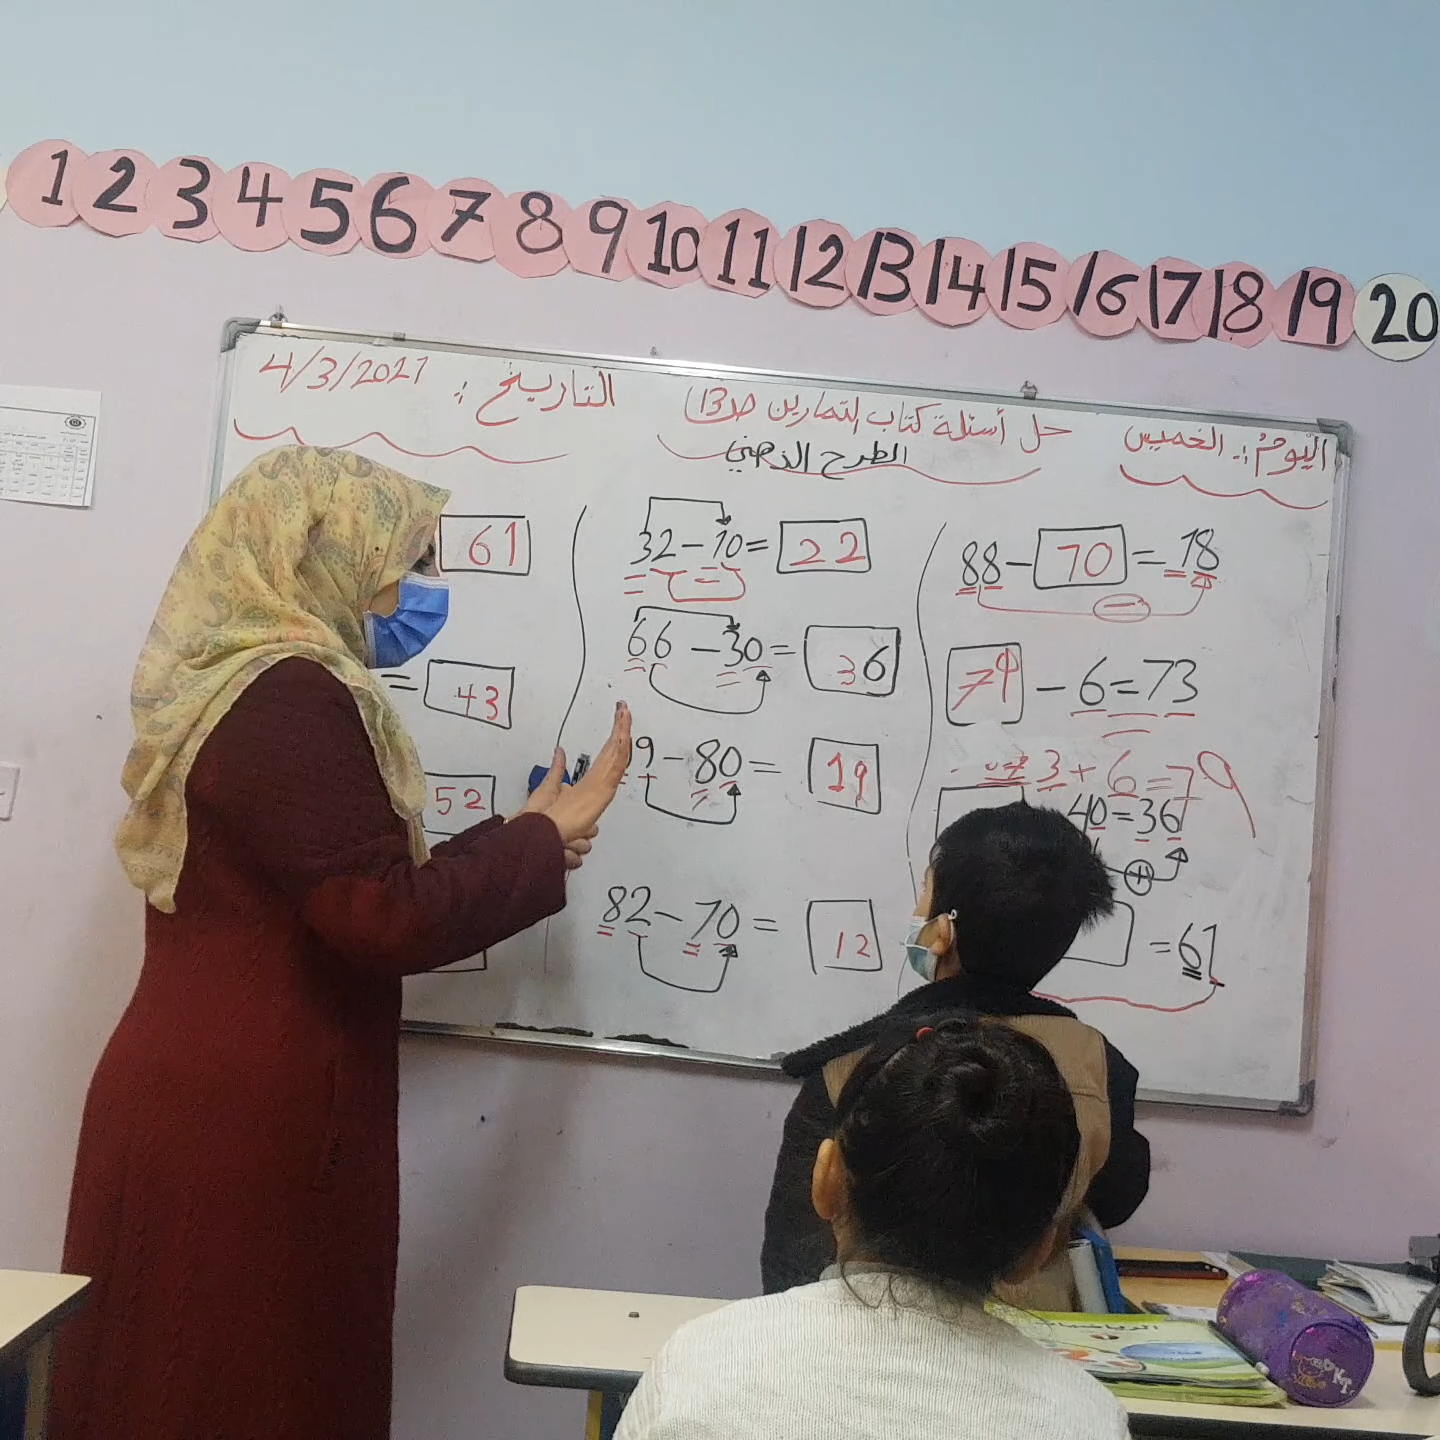 1 2 3 4 5 6 7 8 9 10 11 12 13 14 15 16 17 18 19 20
اليوم :. الخميس
حل أسئلة كتاب التمارين ص13
التاريخ :. 4/3/2021
الطرح الذهني
88 - 70 = 18
79 - 6 = 73
3 + 6 = 79
40 = 36
+
= 61
32 - 10 = 22
66 - 30 = 36
9 - 80 = 19
82 - 70 = 12
61
= 43
52